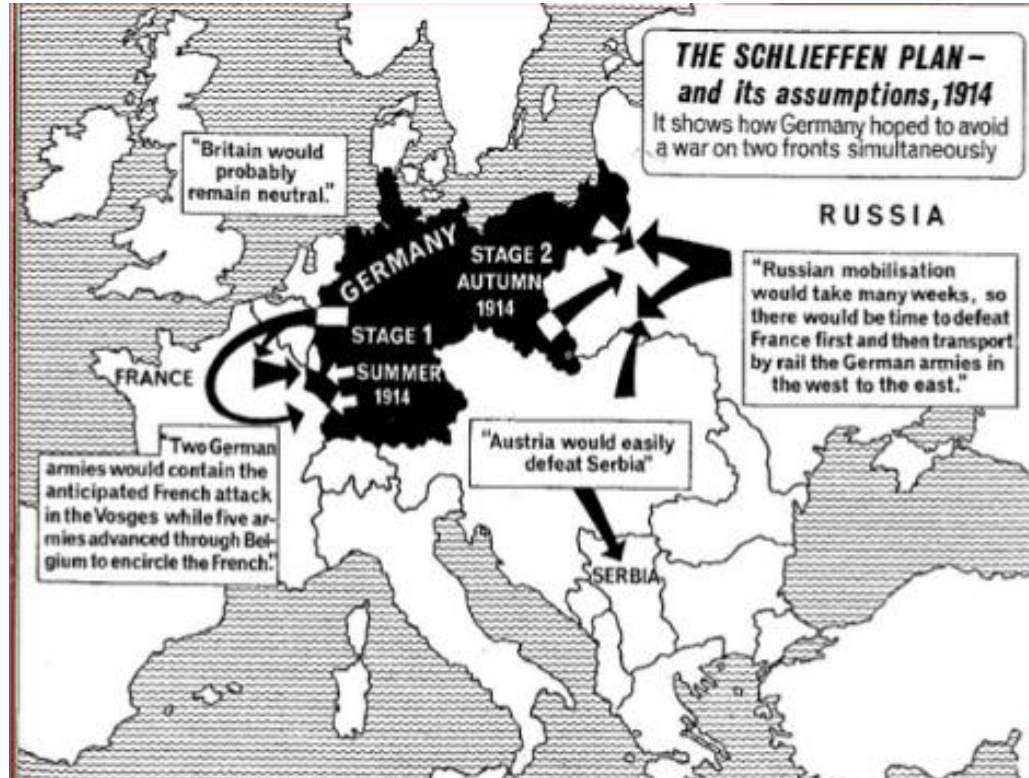 THE SCHLIEFFEN PLAN —
and its assumptions, 1914
It shows how Germany hoped to avoid
a war on two fronts simultaneously
"Britain would
probably
remain neutral."
RUSSIA
GERMANY
STAGE 2
AUTUMN
1914
"Russian mobilisation
would take many weeks, so
there would be time to defeat
France first and then transport
by rail the German armies in
the west to the east."
STAGE 1
SUMMER
1914
FRANCE
"Austria would easily
defeat Serbia"
"Two German
armies would contain the
anticipated French attack
in the Vosges while five ar-
mies advanced through Bel-
gium to encircle the French."
SERBIA